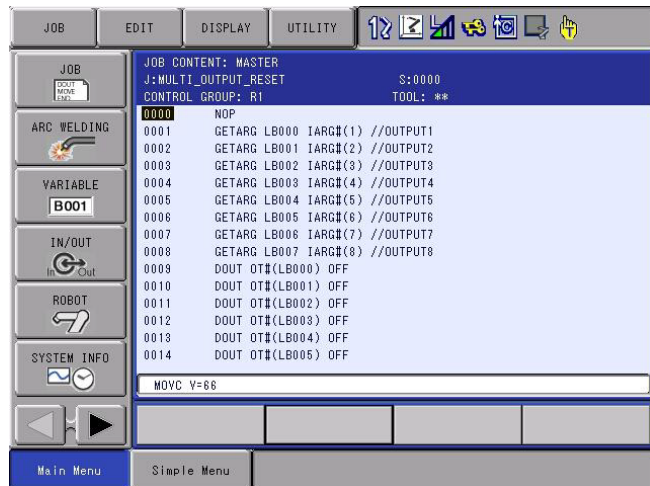 JOB EDIT DISPLAY UTILITY
JOB CONTENT: MASTER
J:MULTI_OUTPUT_RESET S:0000
CONTROL GROUP: R1 TOOL: **
0000 NOP
0001 GETARG LB000 IARG#(1) //OUTPUT1
0002 GETARG LB001 IARG#(2) //OUTPUT2
0003 GETARG LB002 IARG#(3) //OUTPUT3
0004 GETARG LB003 IARG#(4) //OUTPUT4
0005 GETARG LB004 IARG#(5) //OUTPUT5
0006 GETARG LB005 IARG#(6) //OUTPUT6
0007 GETARG LB006 IARG#(7) //OUTPUT7
0008 GETARG LB007 IARG#(8) //OUTPUT8
0009 DOUT OT#(LB000) OFF
0010 DOUT OT#(LB001) OFF
0011 DOUT OT#(LB002) OFF
0012 DOUT OT#(LB003) OFF
0013 DOUT OT#(LB004) OFF
0014 DOUT OT#(LB005) OFF
MOVC V=66
JOB
DOUT
MOVE
END
ARC WELDING
VARIABLE
B001
IN/OUT
In Out
ROBOT
SYSTEM INFO
Main Menu Simple Menu